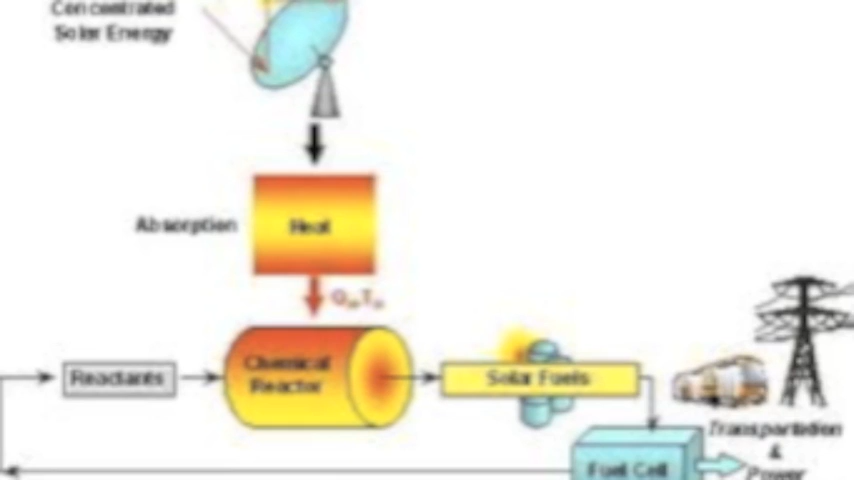 Concentrated
Solar Energy
Absorption
Heat
Reactants
Chemical
Reactor
Solar Fuels
Fuel Cell
Transportation
&
Power